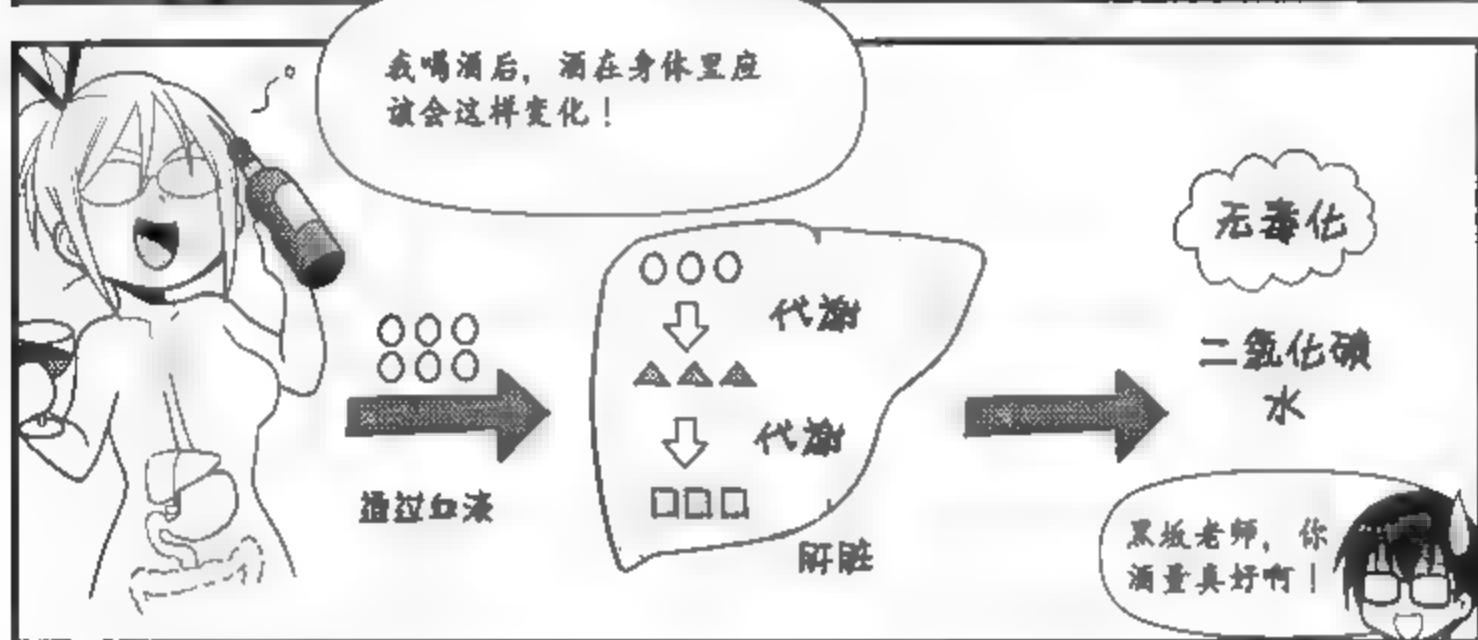 我喝酒后，酒在身体里应
该会这样变化！
无毒化
代谢
二氧化碳
水
代谢
通过血液
肝脏
黑板老师，你
酒量真好啊！